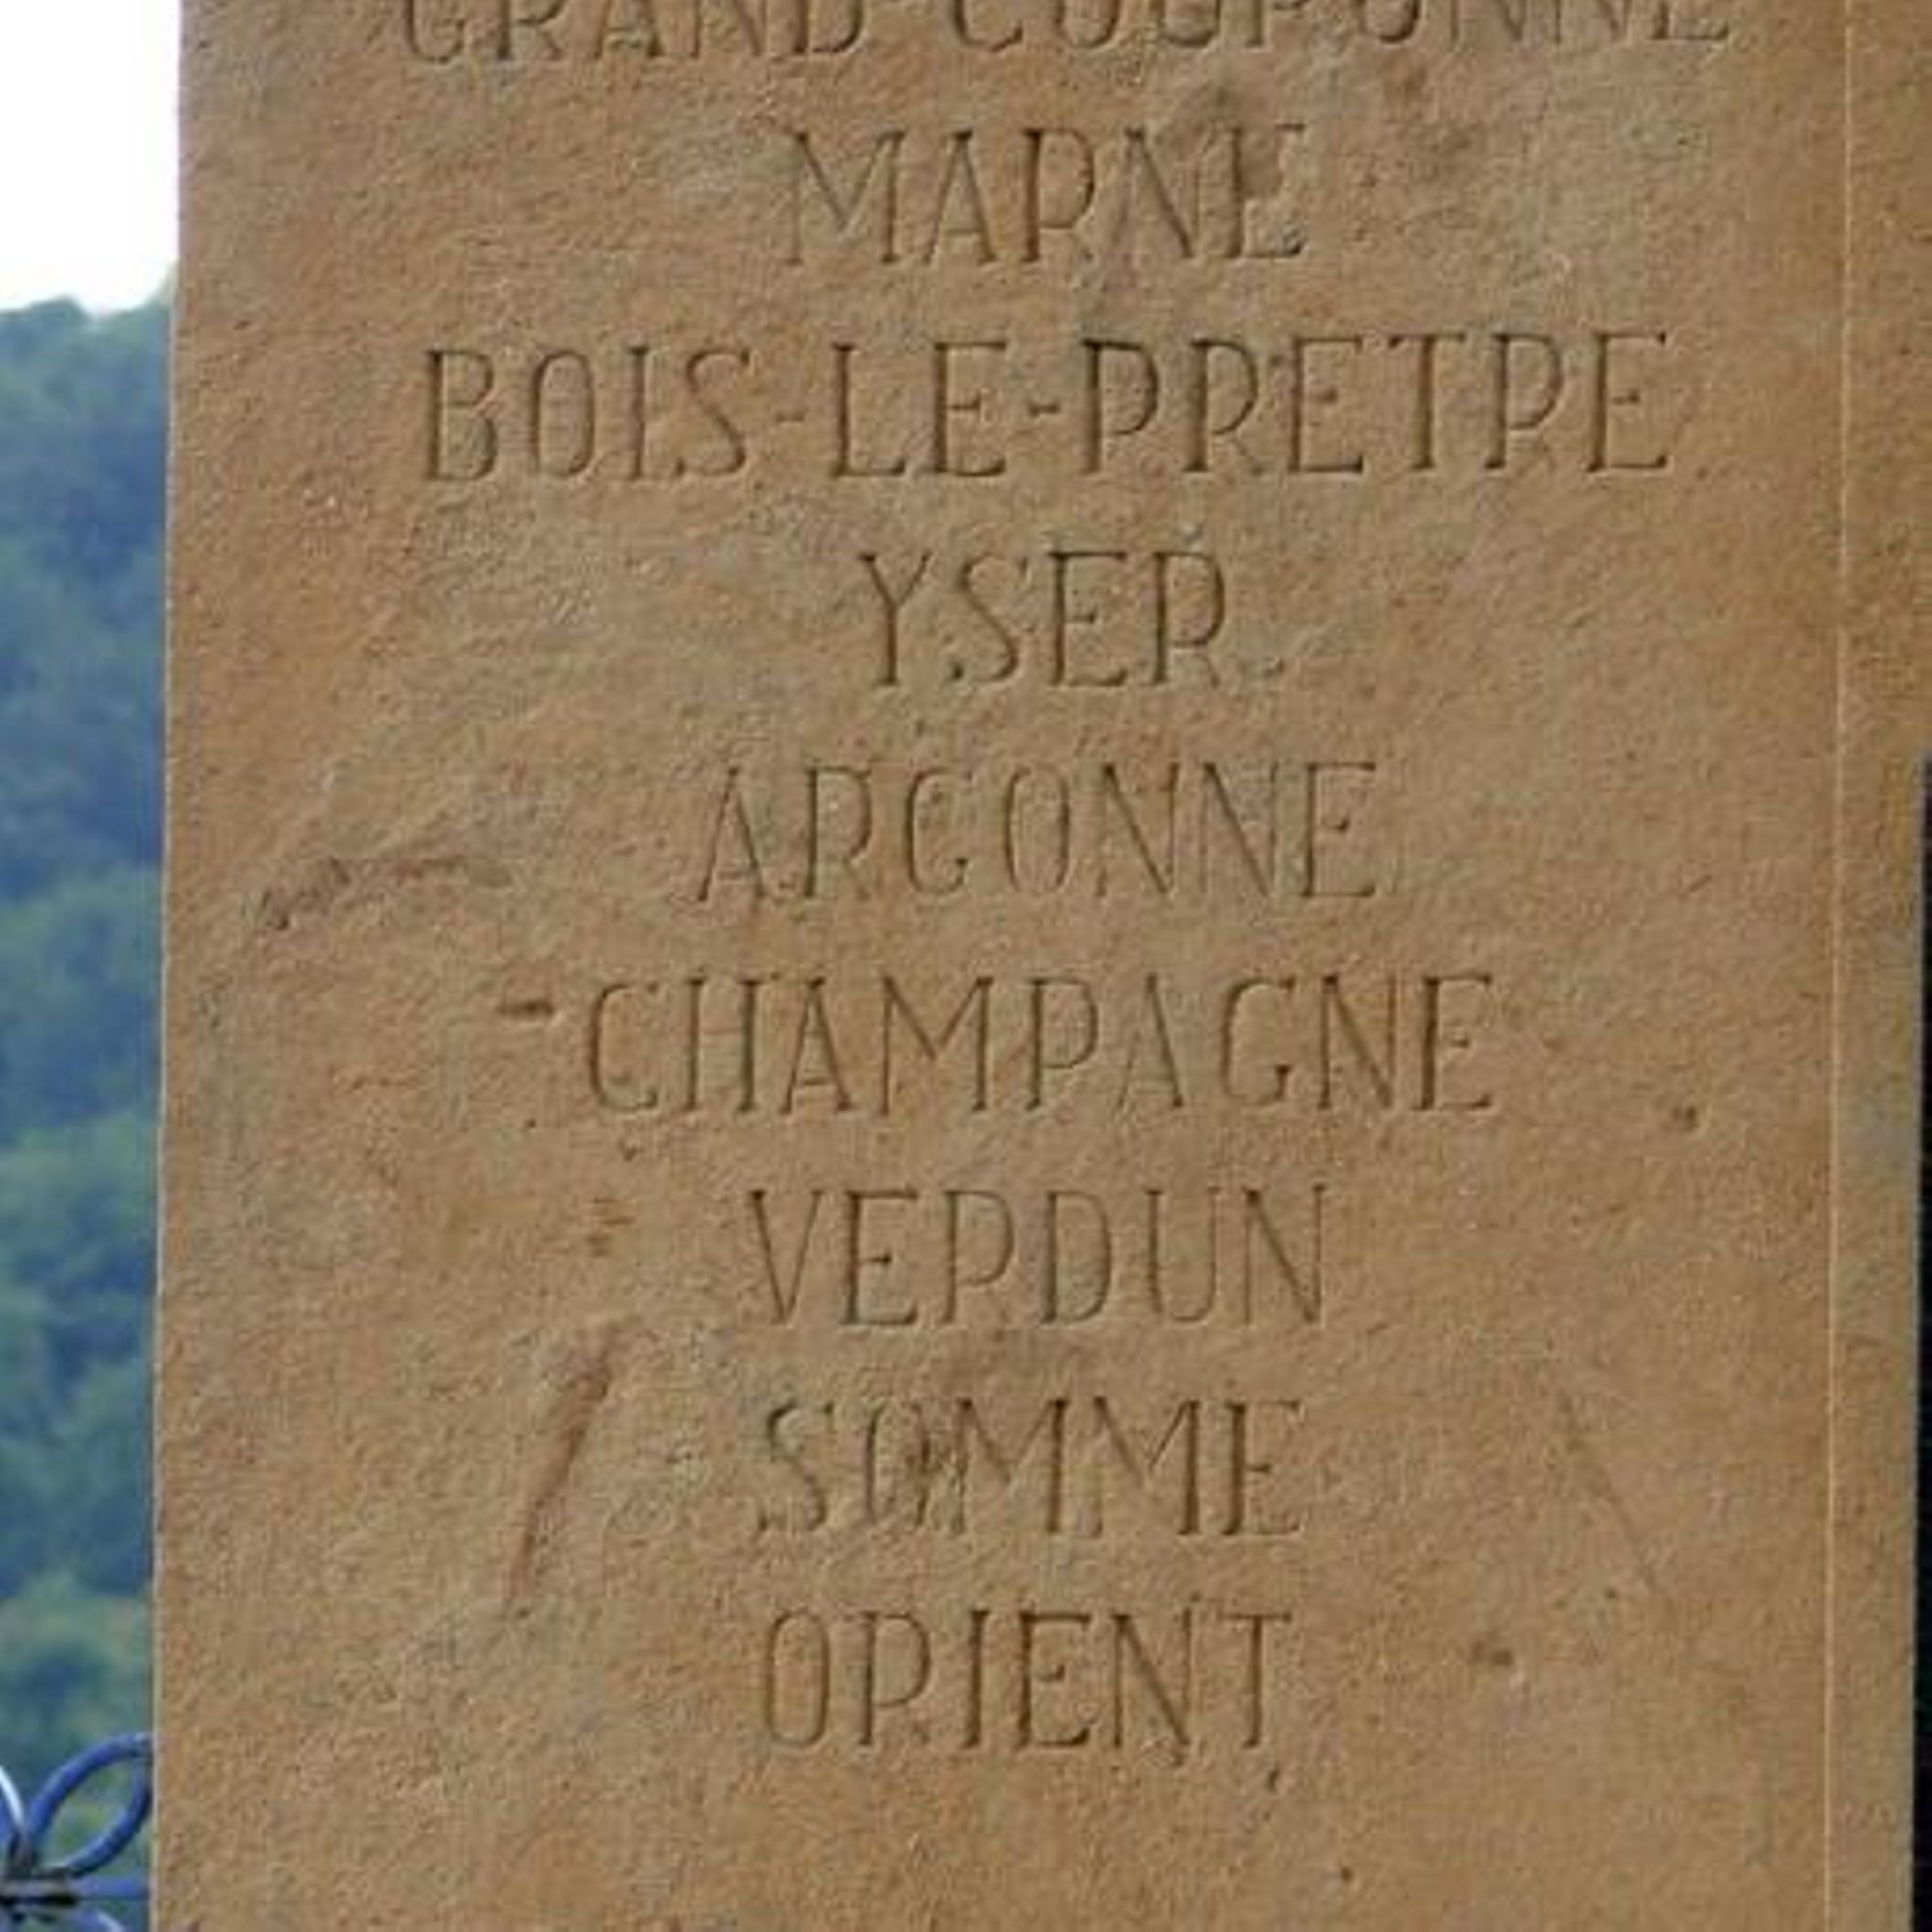 GRAND COURONNE
MARNE
BOIS-LE-PRETRE
YSER
ARGONNE
CHAMPAGNE
VERDUN
SOMME
ORIENT